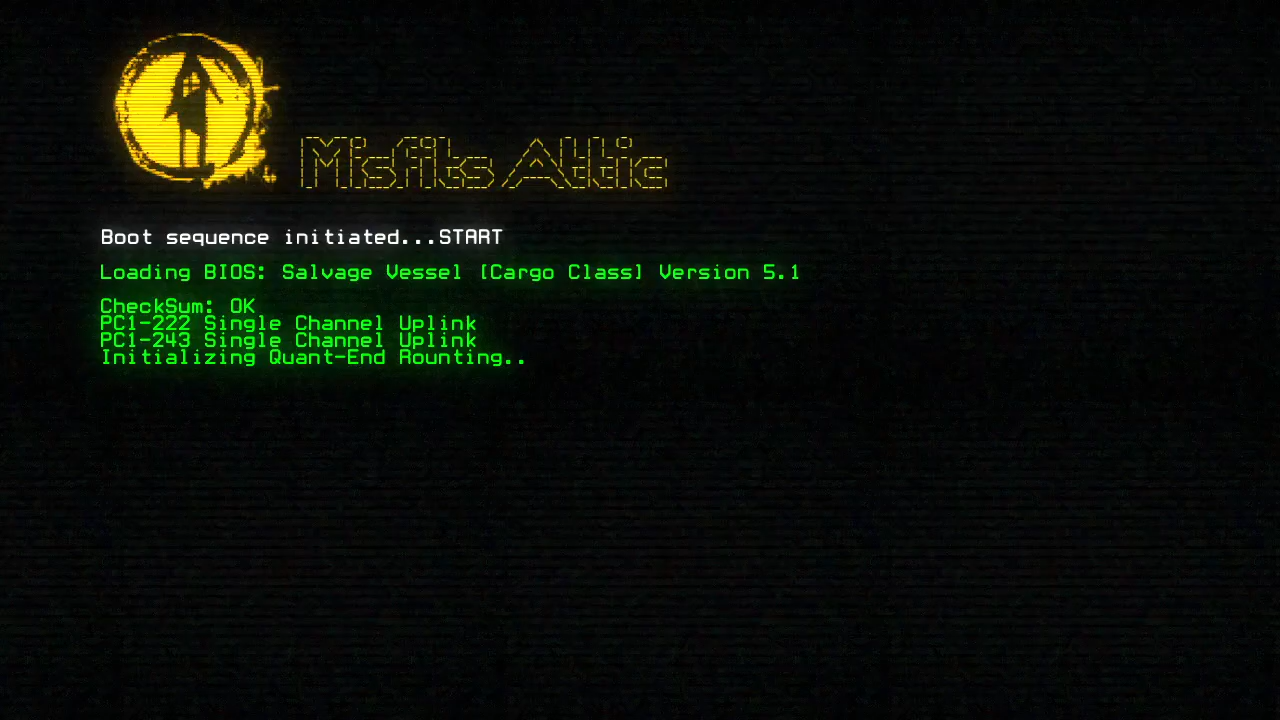 Misfits Attic
Boot sequence initiated...START
Loading BIOS: Salvage Vessel [Cargo Class] Version 5.1
CheckSum: OK
PC1-222 Single Channel Uplink
PC1-243 Single Channel Uplink
Initializing Quant-End Rounting..